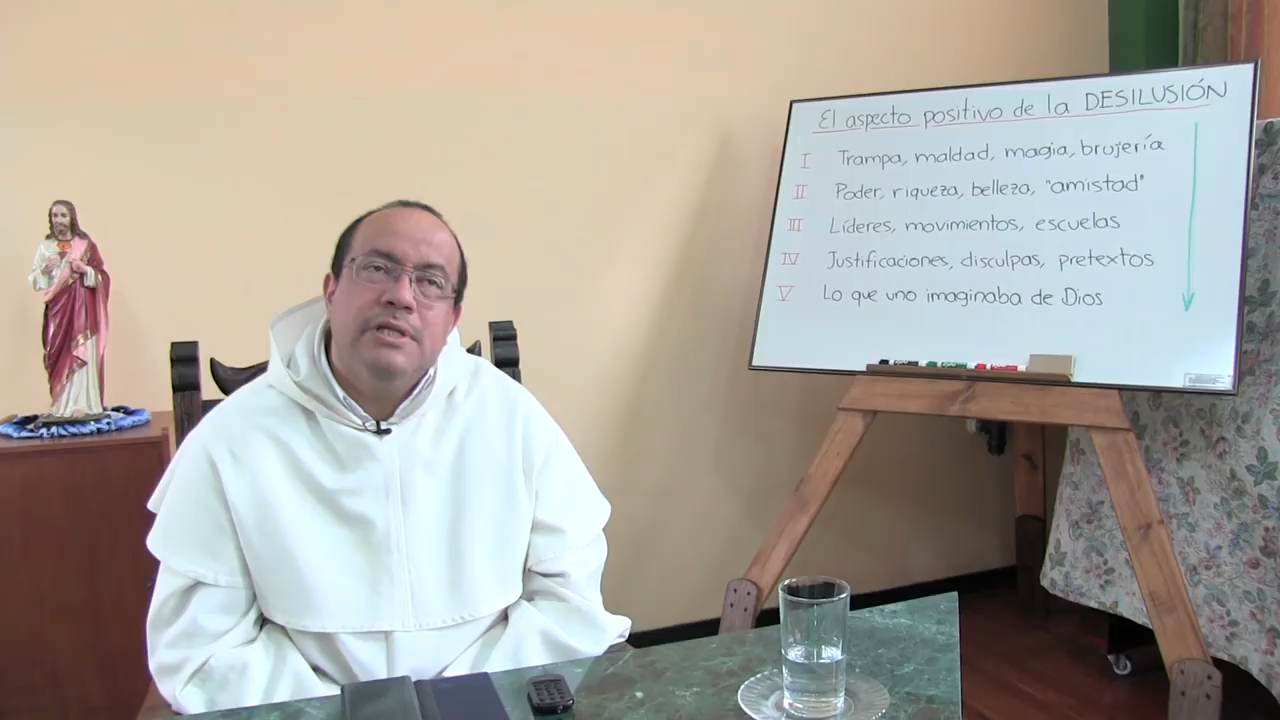 El aspecto positivo de la DESILUSIÓN
I Trampa, maldad, magia, brujería
II Poder, riqueza, belleza, "amistad"
III Líderes, movimientos, escuelas
IV Justificaciones, disculpas, pretextos
V Lo que uno imaginaba de Dios